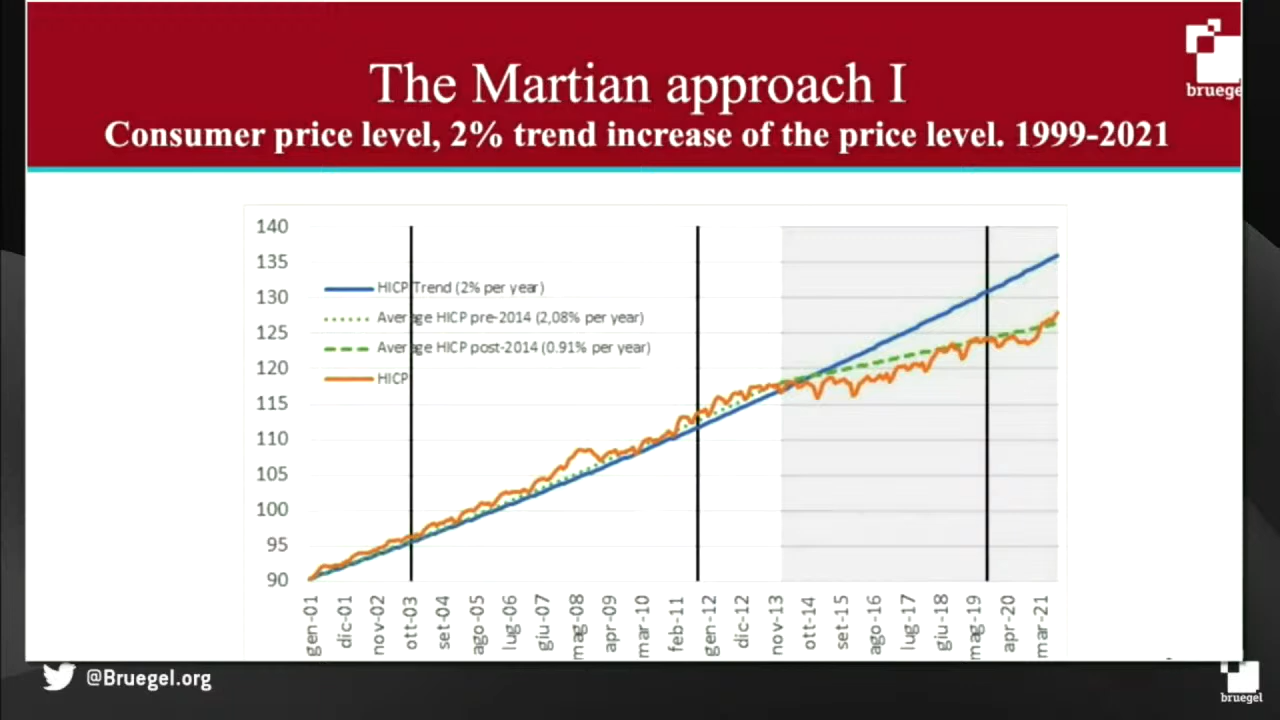 The Martian approach I
bruege
Consumer price level, 2% trend increase of the price level. 1999-2021
140
135
130
125
120
115
110
105
100
95
90
HICP Trend (2% per year)
Average HICP pre-2014 (2,08% per year)
Average HICP post-2014 (0.91% per year)
HICP
gen-01
dic-01
nov-02
ott-03
set-04
ago-05
lug-06
giu-07
mag-08
apr-09
mar-10
feb-11
gen-12
dic-12
nov-13
ott-14
set-15
ago-16
lug-17
giu-18
mag-19
apr-20
mar-21
@Bruegel.org
bruegel